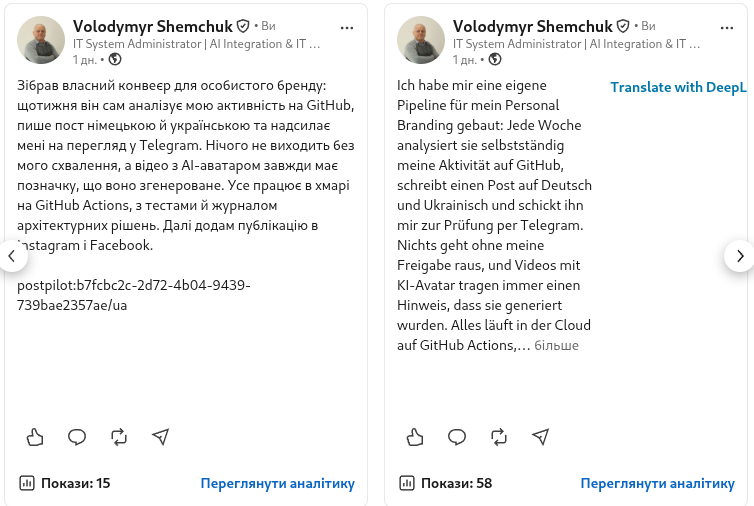 Volodymyr Shemchuk • Ви
IT System Administrator | AI Integration & IT ...
1 дн. •
Зібрав власний конвеєр для особистого бренду:
щотижня він сам аналізує мою активність на GitHub,
пише пост німецькою й українською та надсилає
мені на перегляд у Telegram. Нічого не виходить без
мого схвалення, а відео з AI-аватаром завжди має
позначку, що воно згенероване. Усе працює в хмарі
на GitHub Actions, з тестами й журналом
архітектурних рішень. Далі додам публікацію в
Instagram і Facebook.
postpilot:b7fcbc2c-2d72-4b04-9439-
739bae2357ae/ua
Покази: 15
Переглянути аналітику
Volodymyr Shemchuk • Ви
IT System Administrator | AI Integration & IT ...
1 дн. •
Ich habe mir eine eigene
Pipeline für mein Personal
Branding gebaut: Jede Woche
analysiert sie selbstständig
meine Aktivität auf GitHub,
schreibt einen Post auf Deutsch
und Ukrainisch und schickt ihn
mir zur Prüfung per Telegram.
Nichts geht ohne meine
Freigabe raus, und Videos mit
KI-Avatar tragen immer einen
Hinweis, dass sie generiert
wurden. Alles läuft in der Cloud
auf GitHub Actions,... більше
Translate with DeepL
Покази: 58
Переглянути аналітику